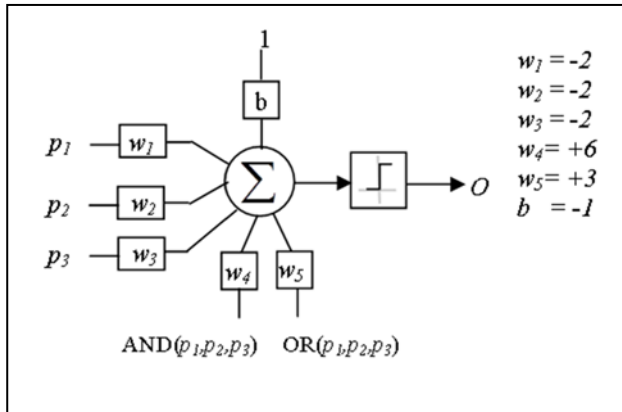 1
b
p₁ w₁
p₂ w₂
p₃ w₃
Σ
O
w₄ w₅
AND(p₁,p₂,p₃) OR(p₁,p₂,p₃)
w₁ = -2
w₂ = -2
w₃ = -2
w₄ = +6
w₅ = +3
b = -1